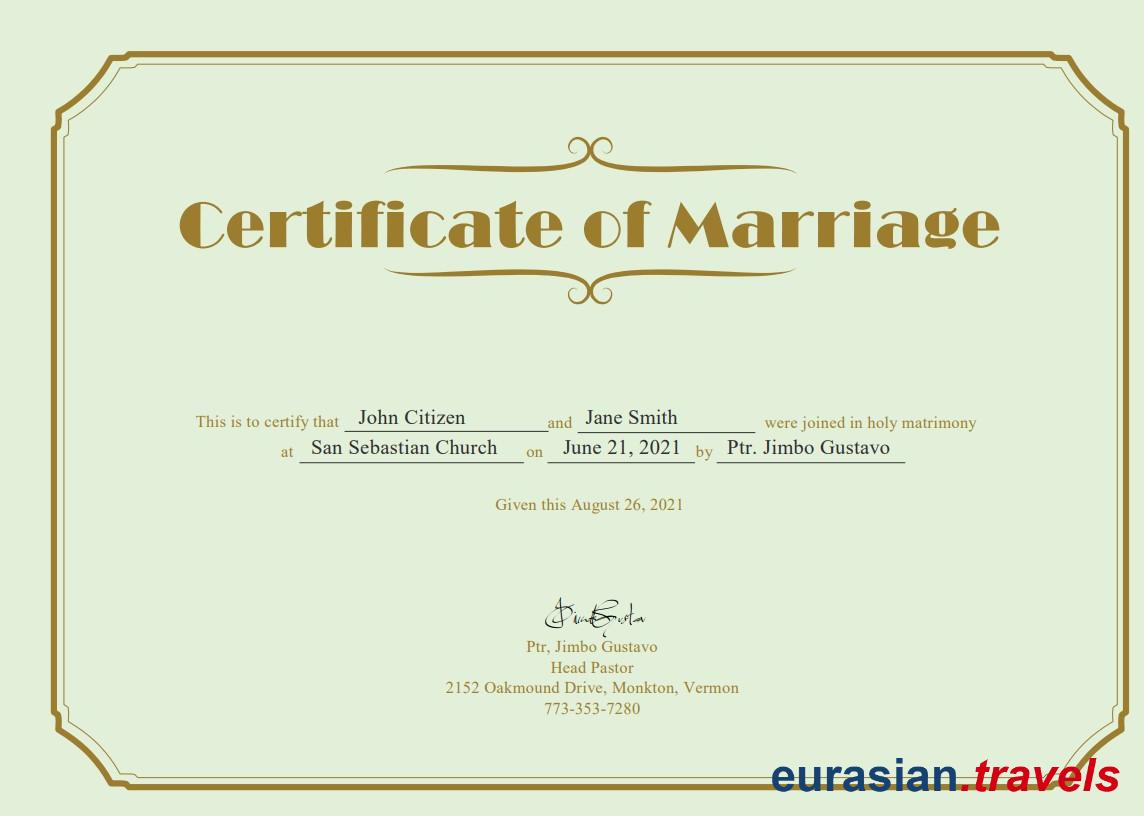 Certificate of Marriage
This is to certify that John Citizen and Jane Smith were joined in holy matrimony
at San Sebastian Church on June 21, 2021 by Ptr. Jimbo Gustavo
Given this August 26, 2021
Ptr, Jimbo Gustavo
Head Pastor
2152 Oakmound Drive, Monkton, Vermon
773-353-7280
eurasian.travels